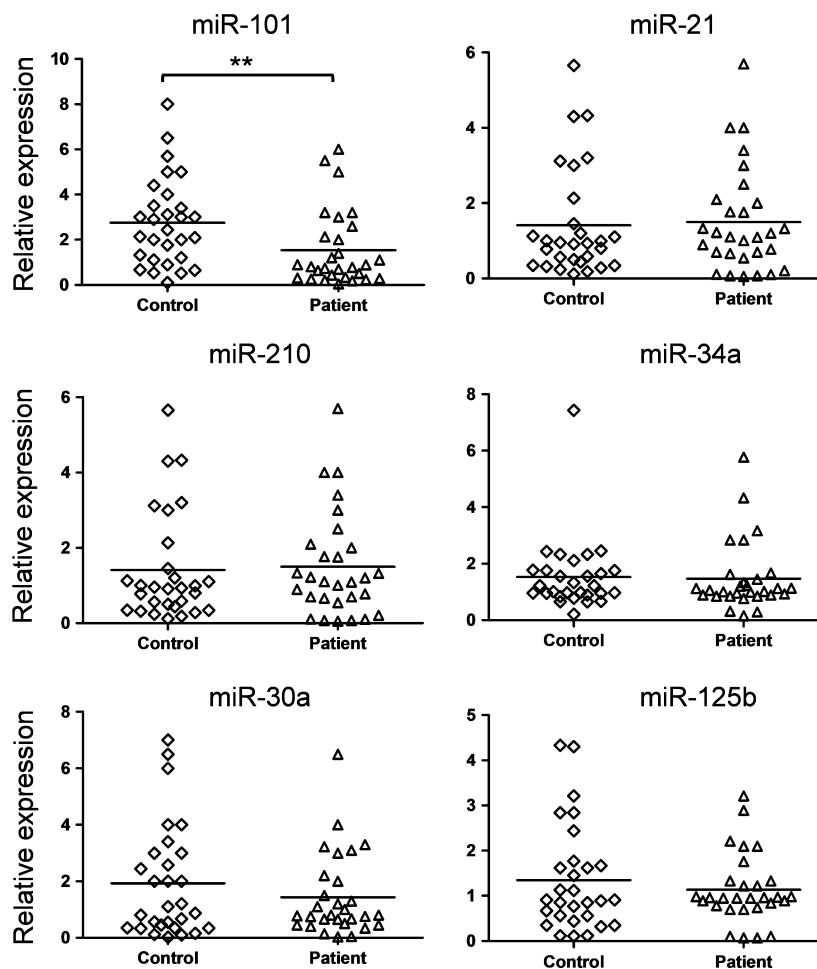 miR-101
miR-21
Relative expression
10
8
6
4
2
0
**
Control
Patient
6
4
2
0
Control
Patient
miR-210
miR-34a
Relative expression
6
4
2
0
Control
Patient
8
6
4
2
0
Control
Patient
miR-30a
miR-125b
Relative expression
8
6
4
2
0
Control
Patient
5
4
3
2
1
0
Control
Patient